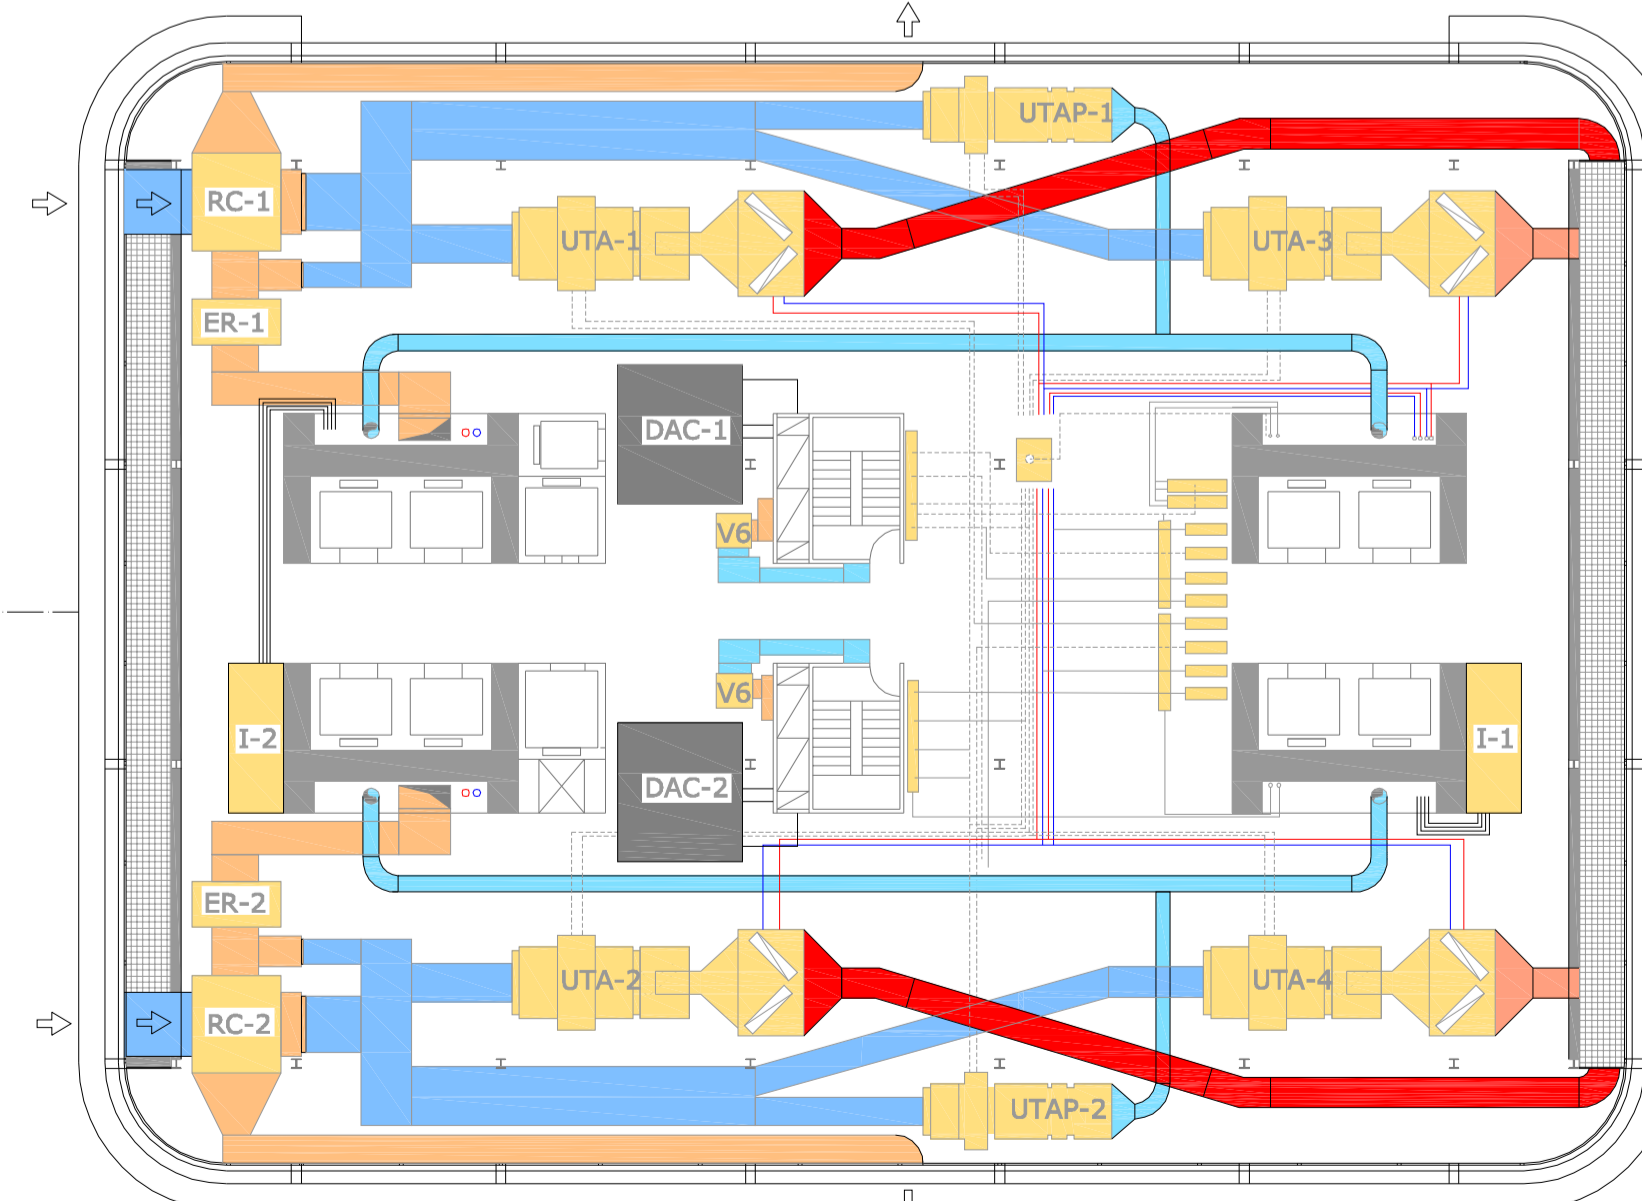 UTAP-1
RC-1
UTA-1
UTA-3
ER-1
DAC-1
V6
V6
I-2
I-1
DAC-2
ER-2
UTA-2
UTA-4
RC-2
UTAP-2